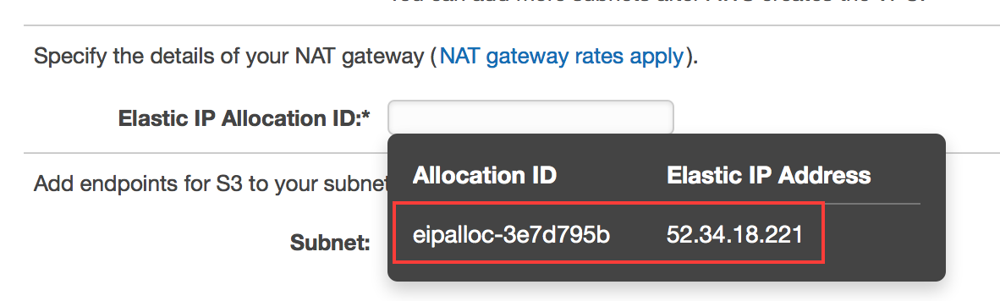 Specify the details of your NAT gateway (NAT gateway rates apply).
Elastic IP Allocation ID:*
Allocation ID Elastic IP Address
Add endpoints for S3 to your subnet
eipalloc-3e7d795b 52.34.18.221
Subnet: